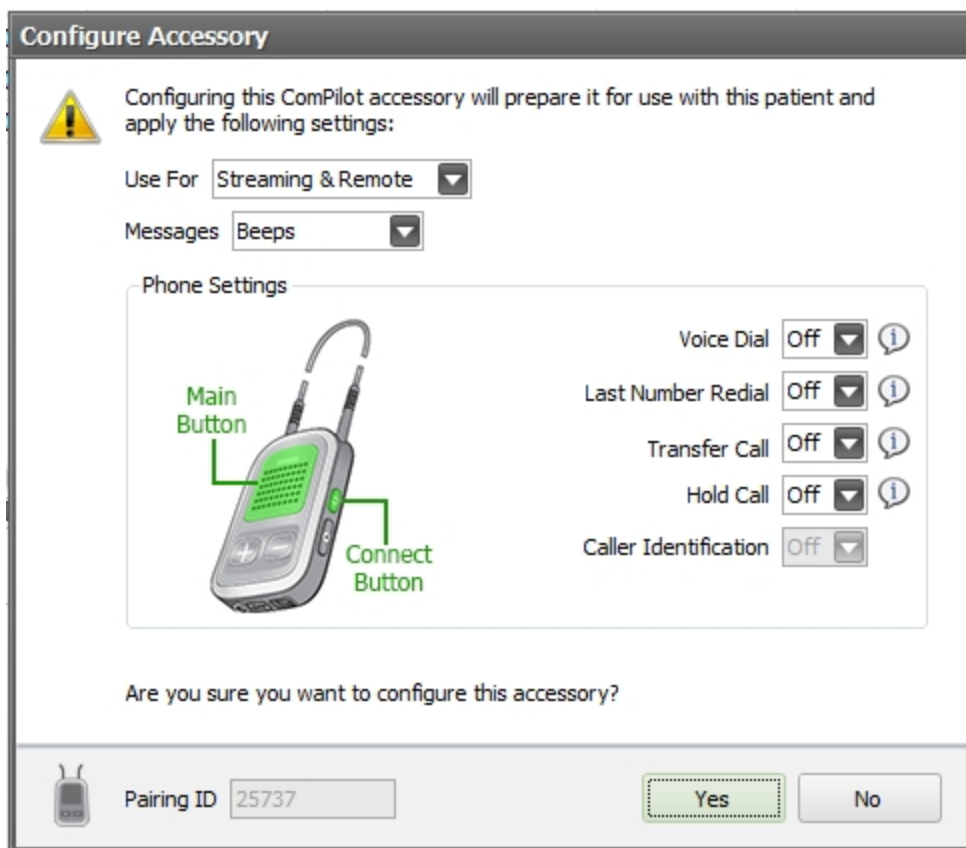 Configure Accessory
Configuring this ComPilot accessory will prepare it for use with this patient and
apply the following settings:
Use For Streaming & Remote
Messages Beeps
Phone Settings
Main
Button
Connect
Button
Voice Dial Off
Last Number Redial Off
Transfer Call Off
Hold Call Off
Caller Identification Off
Are you sure you want to configure this accessory?
Pairing ID 25737
Yes
No